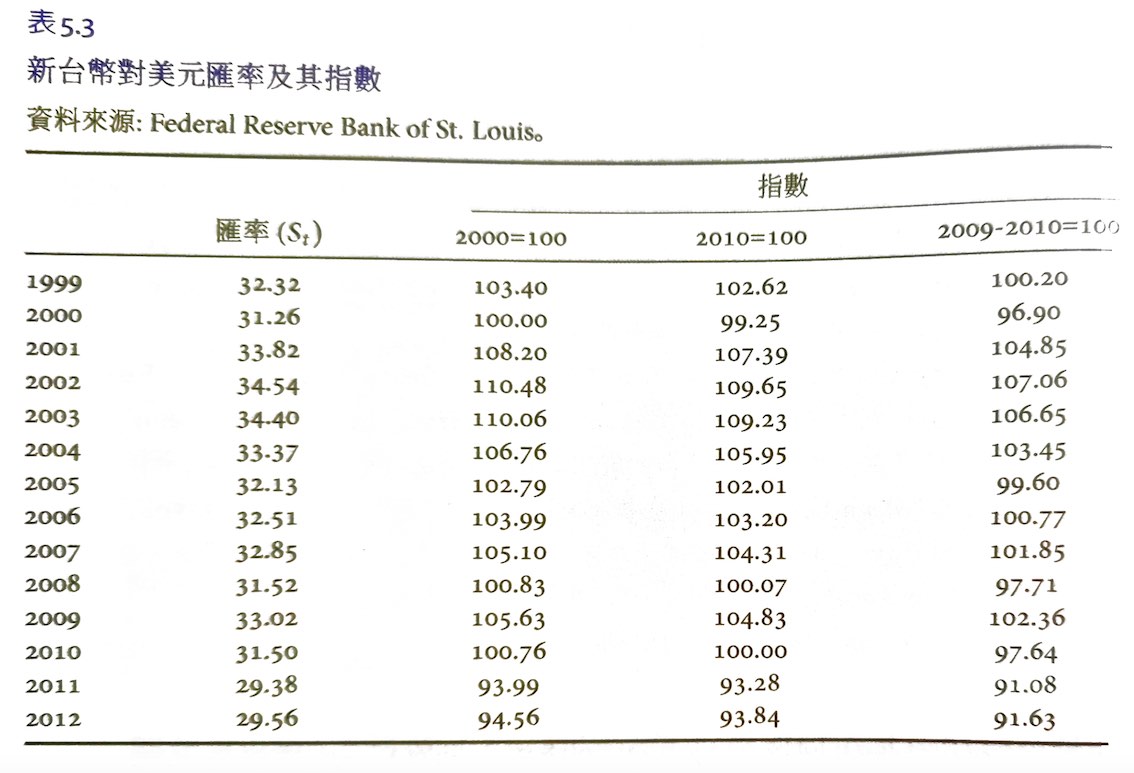 表5.3
新台幣對美元匯率及其指數
資料來源: Federal Reserve Bank of St. Louis。
指數
匯率 (St) 2000=100 2010=100 2009-2010=100
1999 32.32 103.40 102.62 100.20
2000 31.26 100.00 99.25 96.90
2001 33.82 108.20 107.39 104.85
2002 34.54 110.48 109.65 107.06
2003 34.40 110.06 109.23 106.65
2004 33.37 106.76 105.95 103.45
2005 32.13 102.79 102.01 99.60
2006 32.51 103.99 103.20 100.77
2007 32.85 105.10 104.31 101.85
2008 31.52 100.83 100.07 97.71
2009 33.02 105.63 104.83 102.36
2010 31.50 100.76 100.00 97.64
2011 29.38 93.99 93.28 91.08
2012 29.56 94.56 93.84 91.63